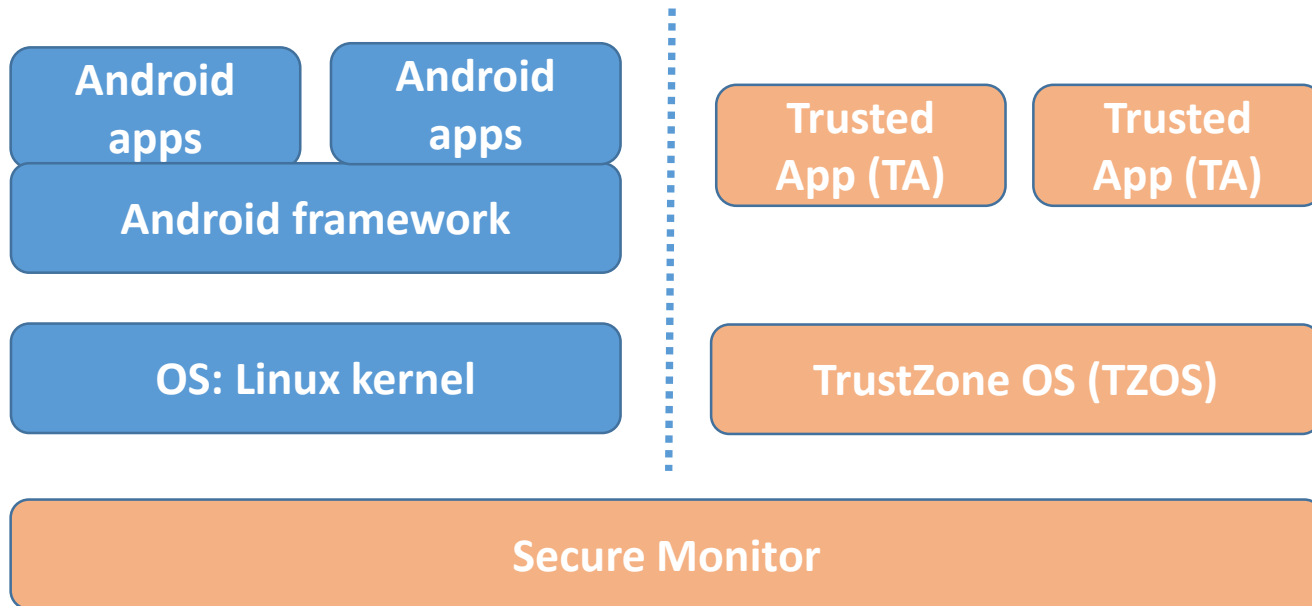 Android
apps
Android
apps
Android framework
OS: Linux kernel
Trusted
App (TA)
Trusted
App (TA)
TrustZone OS (TZOS)
Secure Monitor